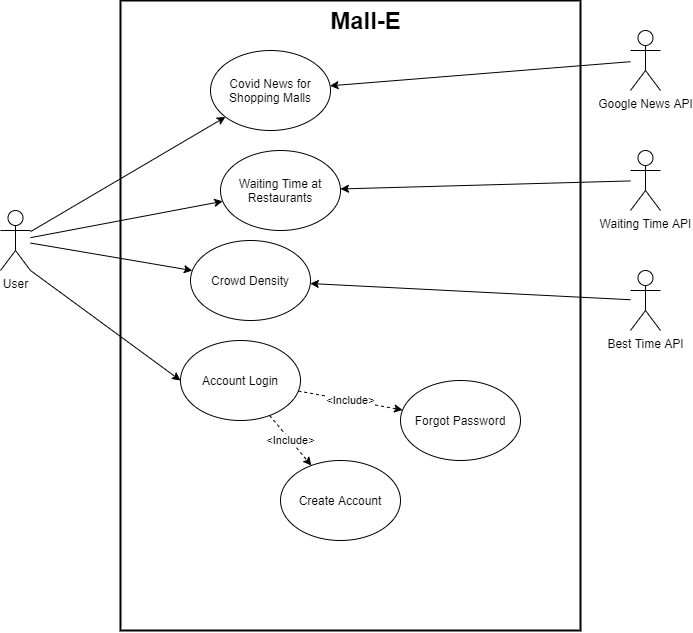 Mall-E
Covid News for
Shopping Malls
Google News API
Waiting Time at
Restaurants
Waiting Time API
User
Crowd Density
Best Time API
Account Login
<Include>
Forgot Password
<Include>
Create Account